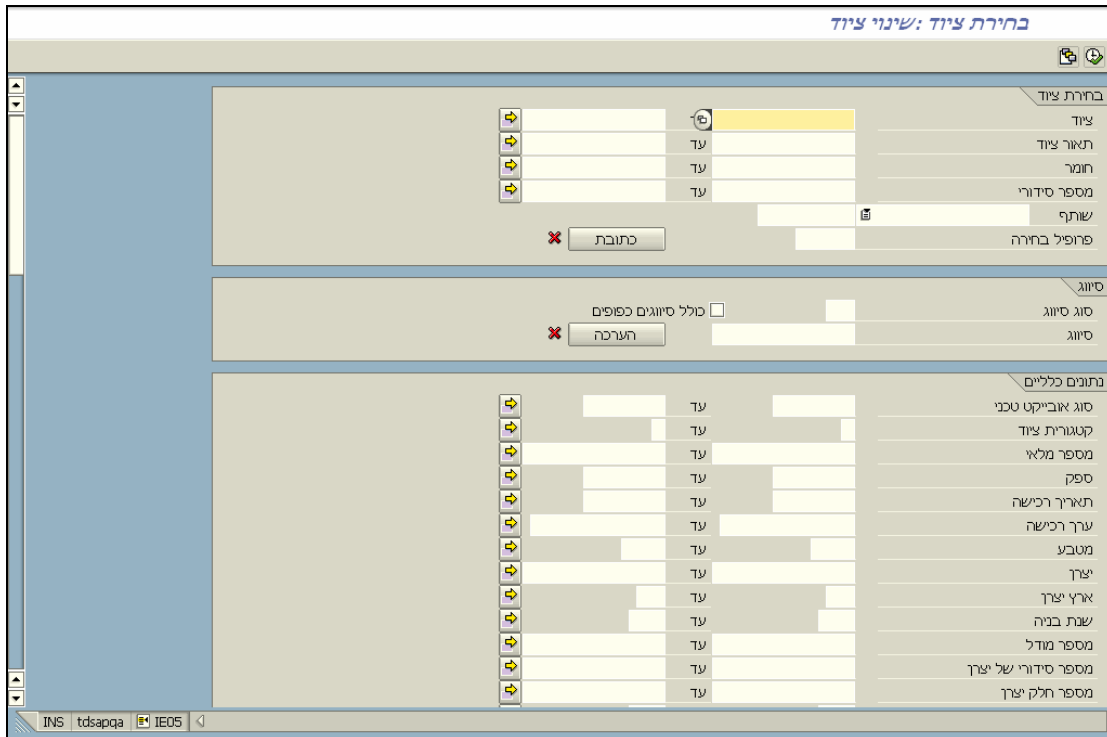 בחירת ציוד :שינוי ציוד
בחירת ציוד
ציוד
תאור ציוד עד
חומר עד
מספר סידורי עד
שותף
פרופיל בחירה כתובת
סיווג
סוג סיווג כולל סיווגים כפופים
סיווג הערכה
נתונים כלליים
סוג אובייקט טכני עד
קטגורית ציוד עד
מספר מלאי עד
ספק עד
תאריך רכישה עד
ערך רכישה עד
מטבע עד
יצרן עד
ארץ יצרן עד
שנת בניה עד
מספר מודל עד
מספר סידורי של יצרן עד
מספר חלק יצרן עד
INS tdsapqa IE05